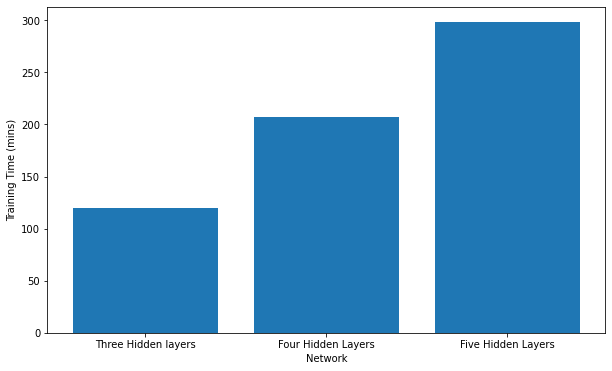 300
250
200
150
100
50
0
Training Time (mins)
Three Hidden layers
Four Hidden Layers
Five Hidden Layers
Network